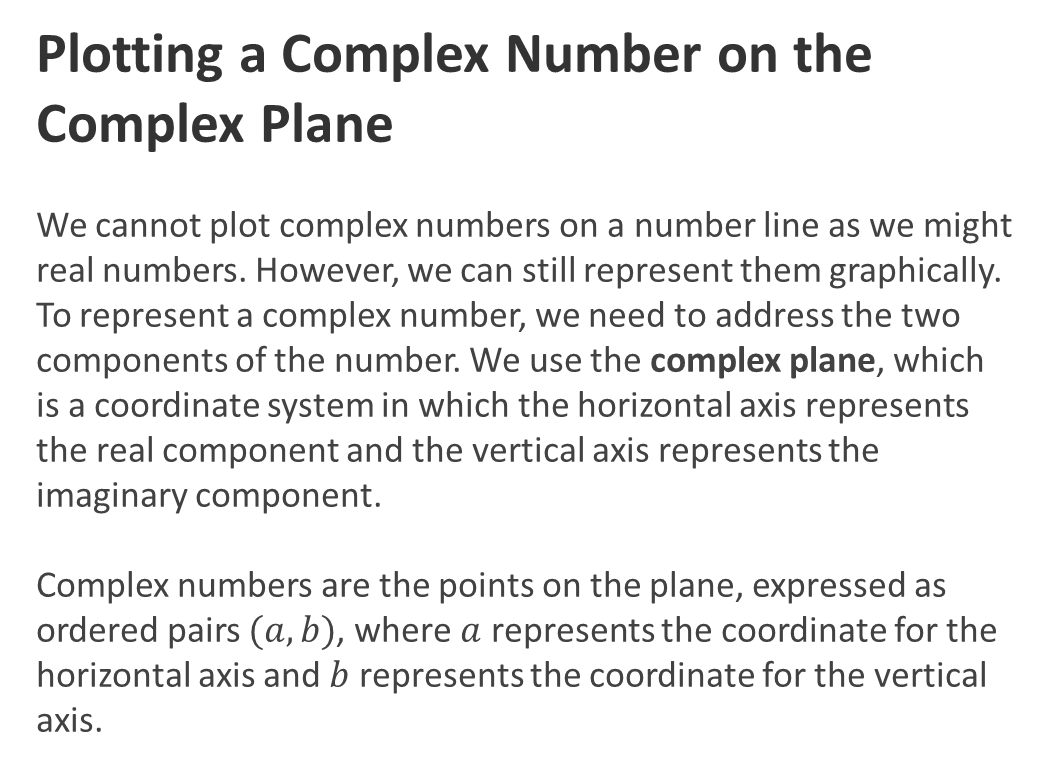 Plotting a Complex Number on the
Complex Plane
We cannot plot complex numbers on a number line as we might
real numbers. However, we can still represent them graphically.
To represent a complex number, we need to address the two
components of the number. We use the complex plane, which
is a coordinate system in which the horizontal axis represents
the real component and the vertical axis represents the
imaginary component.
Complex numbers are the points on the plane, expressed as
ordered pairs (a, b), where a represents the coordinate for the
horizontal axis and b represents the coordinate for the vertical
axis.